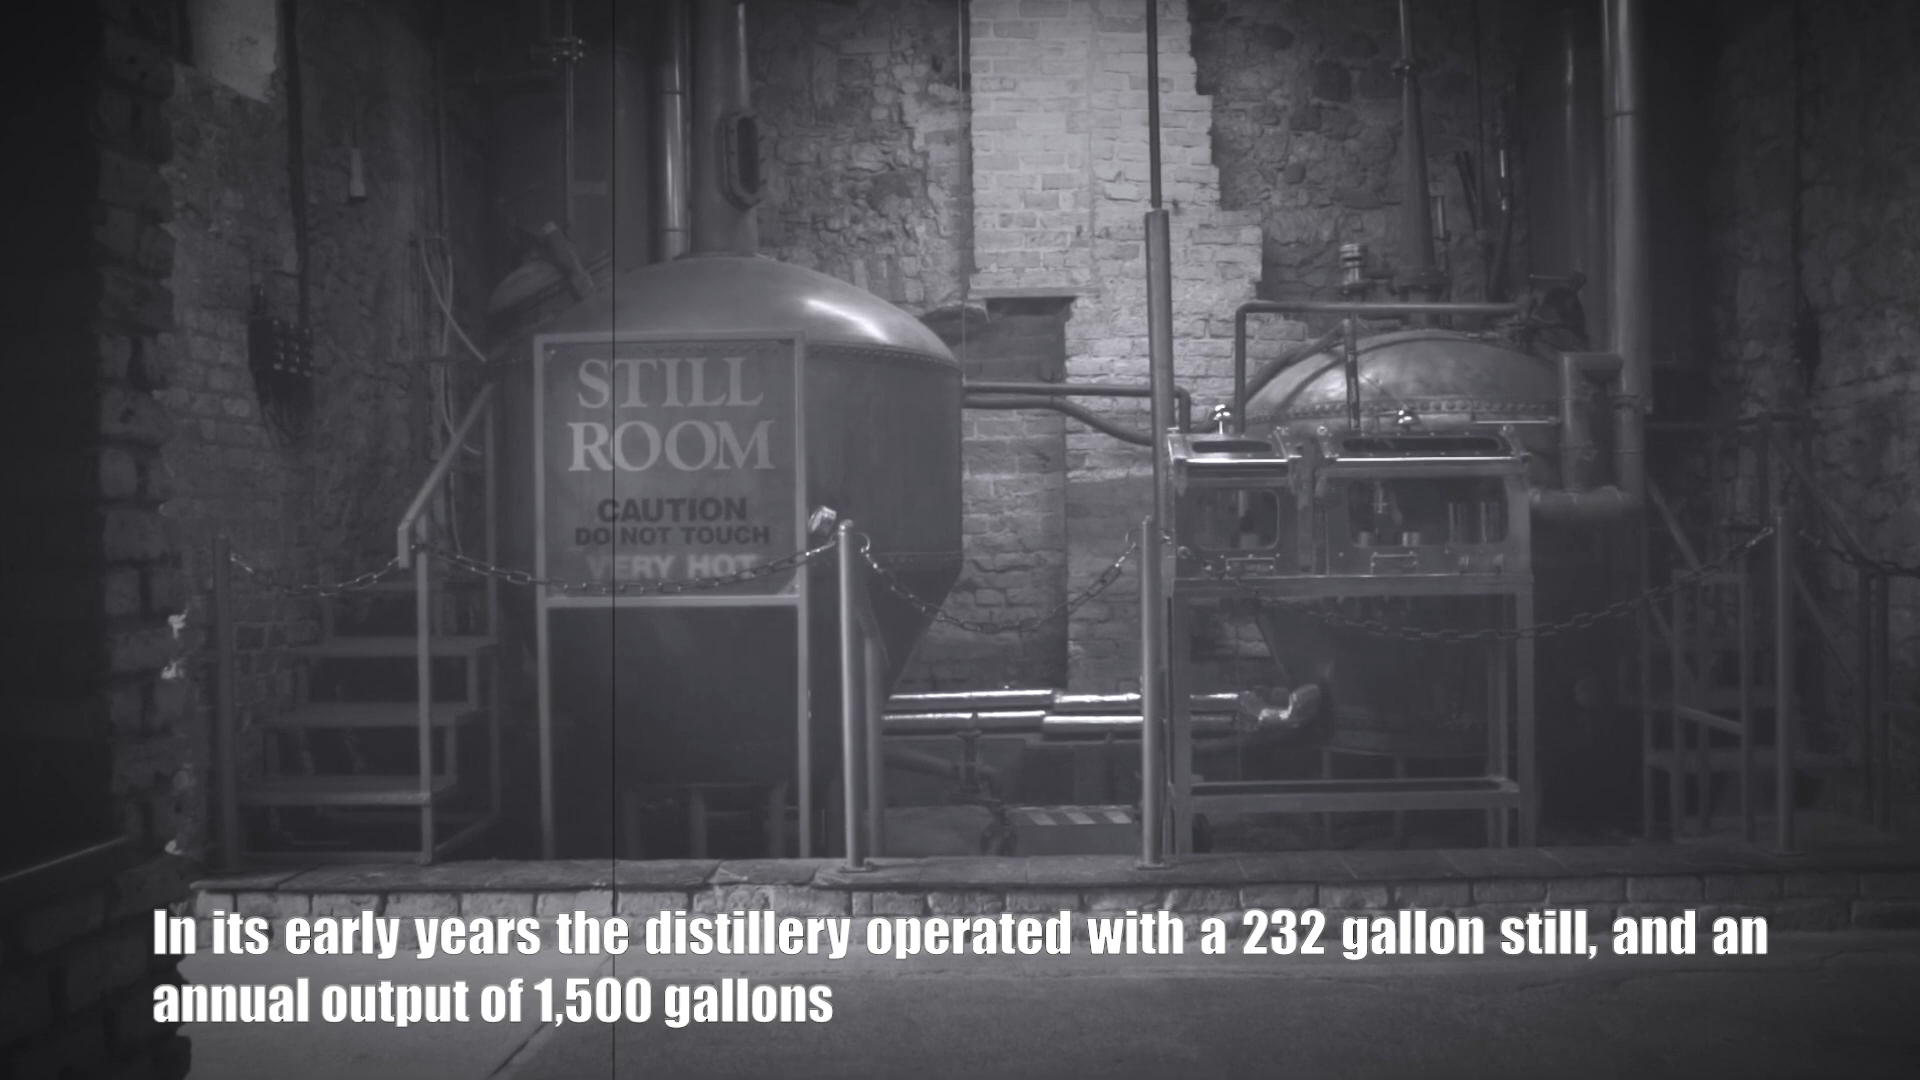 STILL
ROOM
CAUTION
DO NOT TOUCH
VERY HOT
In its early years the distillery operated with a 232 gallon still, and an
annual output of 1,500 gallons